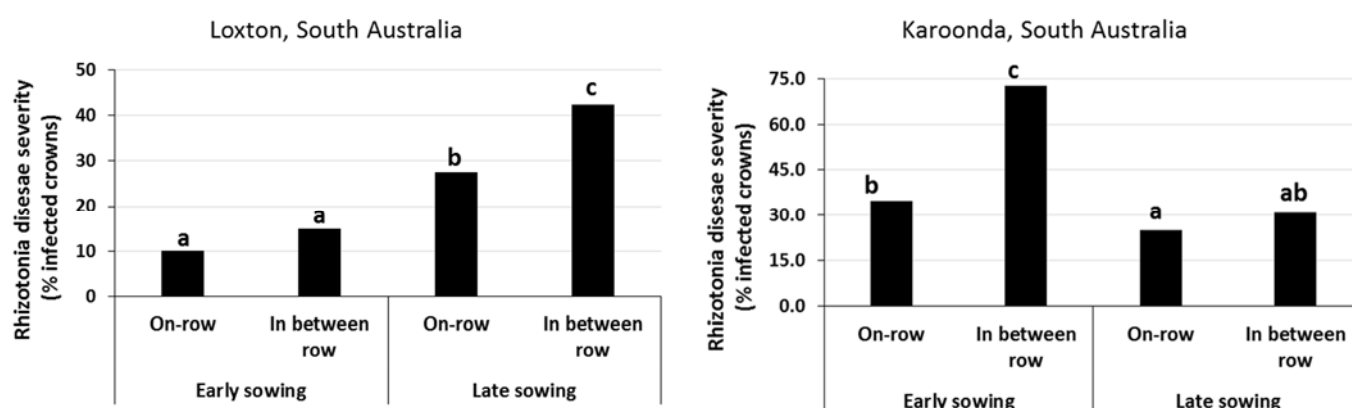 Loxton, South Australia
Rhizotonia disesae severity
(% infected crowns)
50
40
30
20
10
0
a
a
b
c
On-row
In between
row
On-row
In between
row
Early sowing
Late sowing
Karoonda, South Australia
Rhizotonia disesae severity
(% infected crowns)
75.0
60.0
45.0
30.0
15.0
0.0
b
c
a
ab
On-row
In between
row
On-row
In between
row
Early sowing
Late sowing